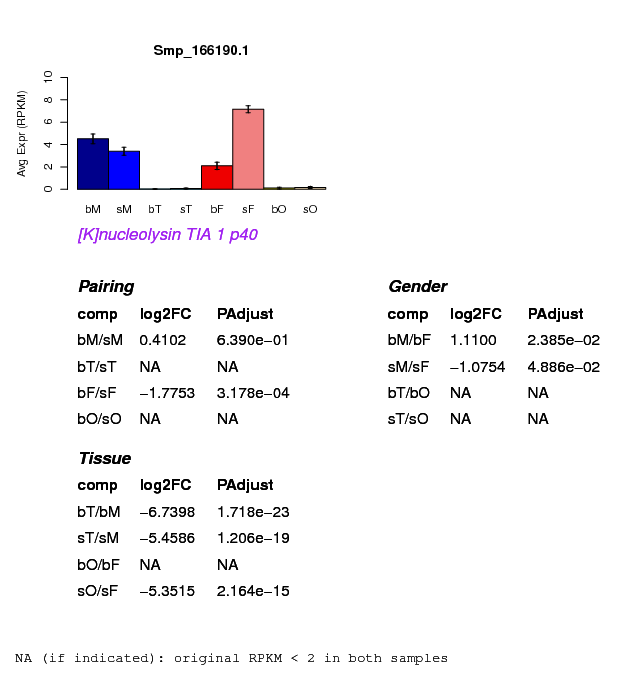 Smp_166190.1
Avg Expr (RPKM)
10
8
6
4
2
0
bM sM bT sT bF sF bO sO
[K]nucleolysin TIA 1 p40
Pairing
comp log2FC PAdjust
bM/sM 0.4102 6.390e−01
bT/sT NA NA
bF/sF −1.7753 3.178e−04
bO/sO NA NA
Gender
comp log2FC PAdjust
bM/bF 1.1100 2.385e−02
sM/sF −1.0754 4.886e−02
bT/bO NA NA
sT/sO NA NA
Tissue
comp log2FC PAdjust
bT/bM −6.7398 1.718e−23
sT/sM −5.4586 1.206e−19
bO/bF NA NA
sO/sF −5.3515 2.164e−15
NA (if indicated): original RPKM < 2 in both samples